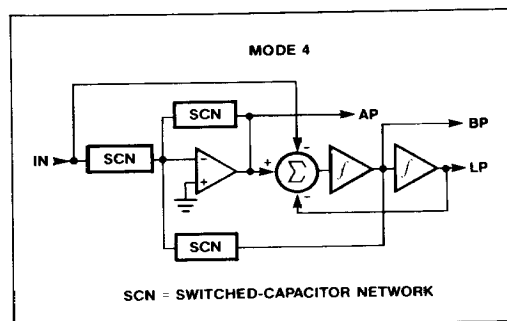 MODE 4
SCN
AP
BP
IN
SCN
−
+
+
−
Σ
−
∫
∫
LP
SCN
SCN = SWITCHED-CAPACITOR NETWORK